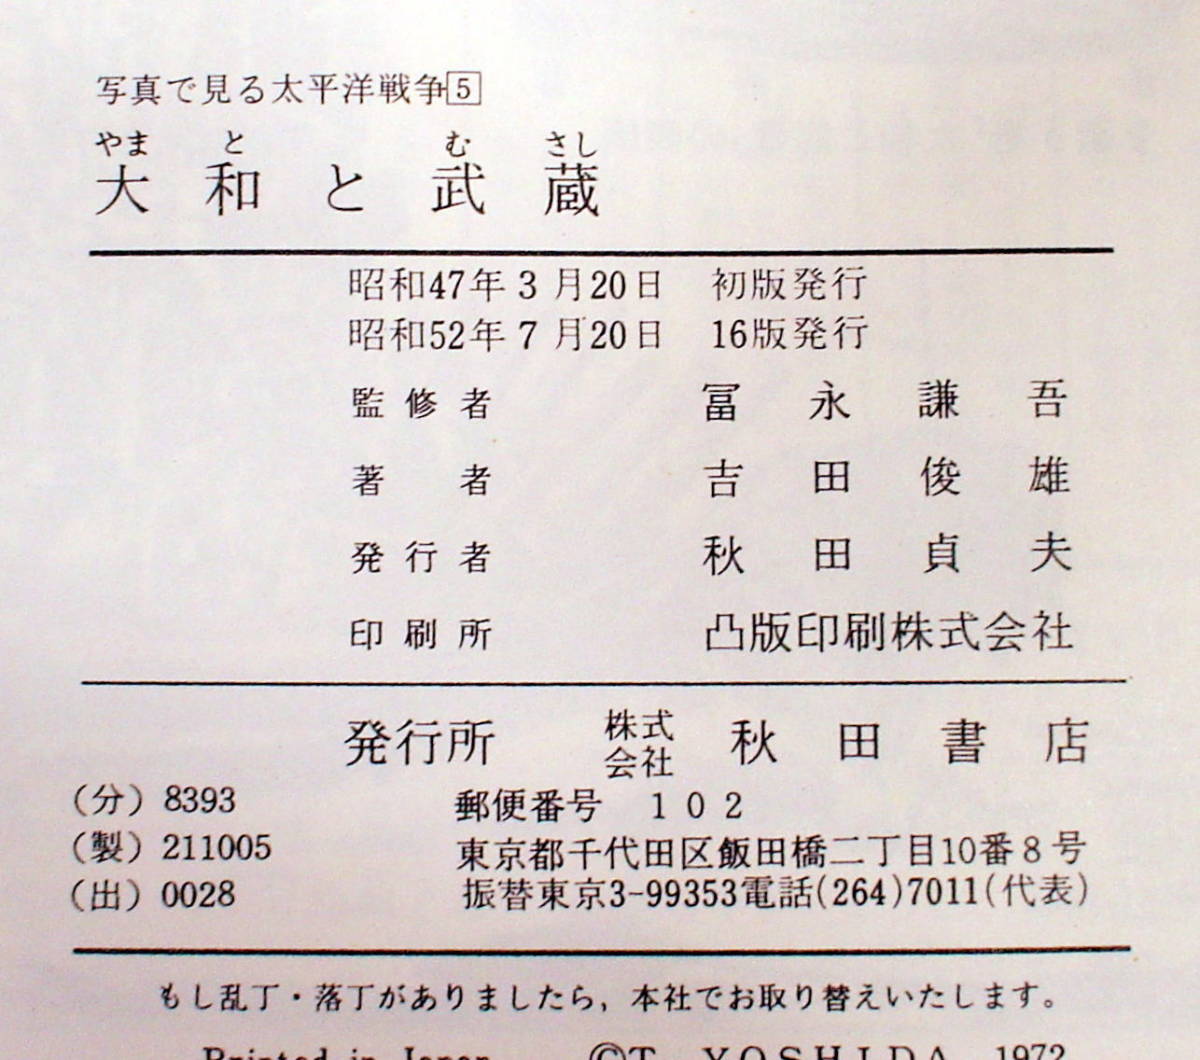 写真で見る太平洋戦争5
やま と む さし
大和と武蔵
昭和47年3月20日 初版発行
昭和52年7月20日 16版発行
監修者 冨永謙吾
著者 吉田俊雄
発行者 秋田貞夫
印刷所 凸版印刷株式会社
発行所 株式会社 秋田書店
(分) 8393 郵便番号 102
(製) 211005 東京都千代田区飯田橋二丁目10番8号
(出) 0028 振替東京3-99353電話(264)7011(代表)
もし乱丁・落丁がありましたら,本社でお取り替えいたします。
Printed in Japan ©T. YOSHIDA 1972